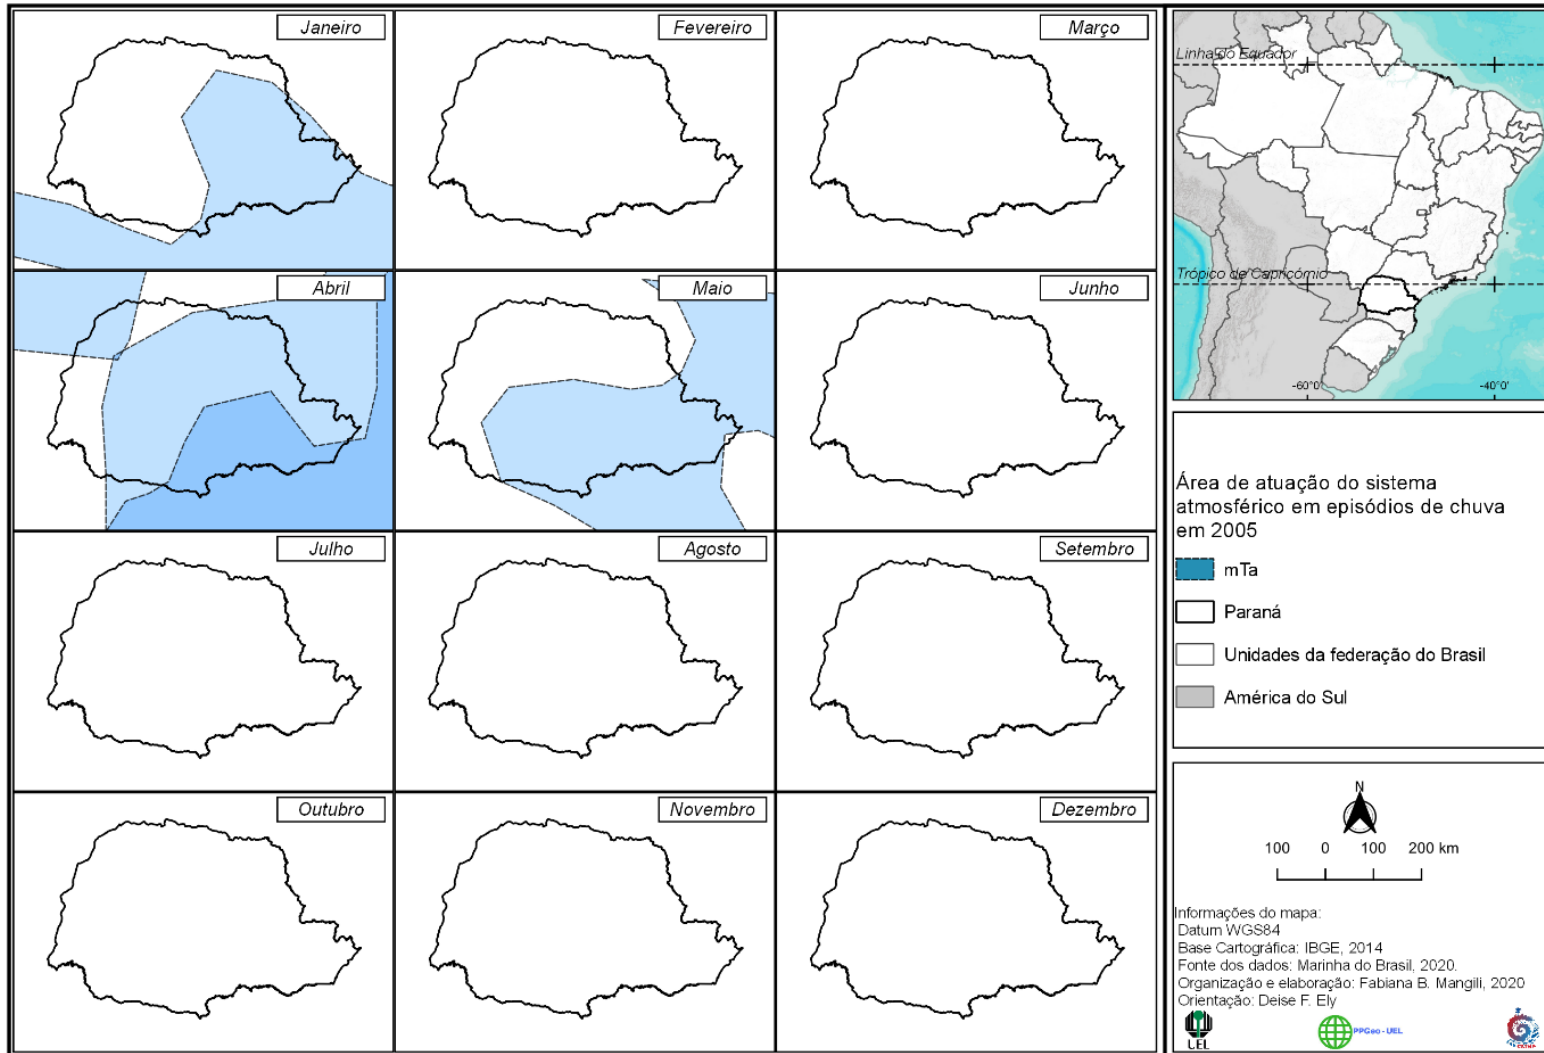 Janeiro
Fevereiro
Março
Abril
Maio
Junho
Julho
Agosto
Setembro
Outubro
Novembro
Dezembro
Linha do Equador
Trópico de Capricórnio
-60°0'
-40°0'
Área de atuação do sistema
atmosférico em episódios de chuva
em 2005
mTa
Paraná
Unidades da federação do Brasil
América do Sul
N
100 0 100 200 km
Informações do mapa:
Datum WGS84
Base Cartográfica: IBGE, 2014
Fonte dos dados: Marinha do Brasil, 2020.
Organização e elaboração: Fabiana B. Mangili, 2020
Orientação: Deise F. Ely
UEL
PPGeo - UEL